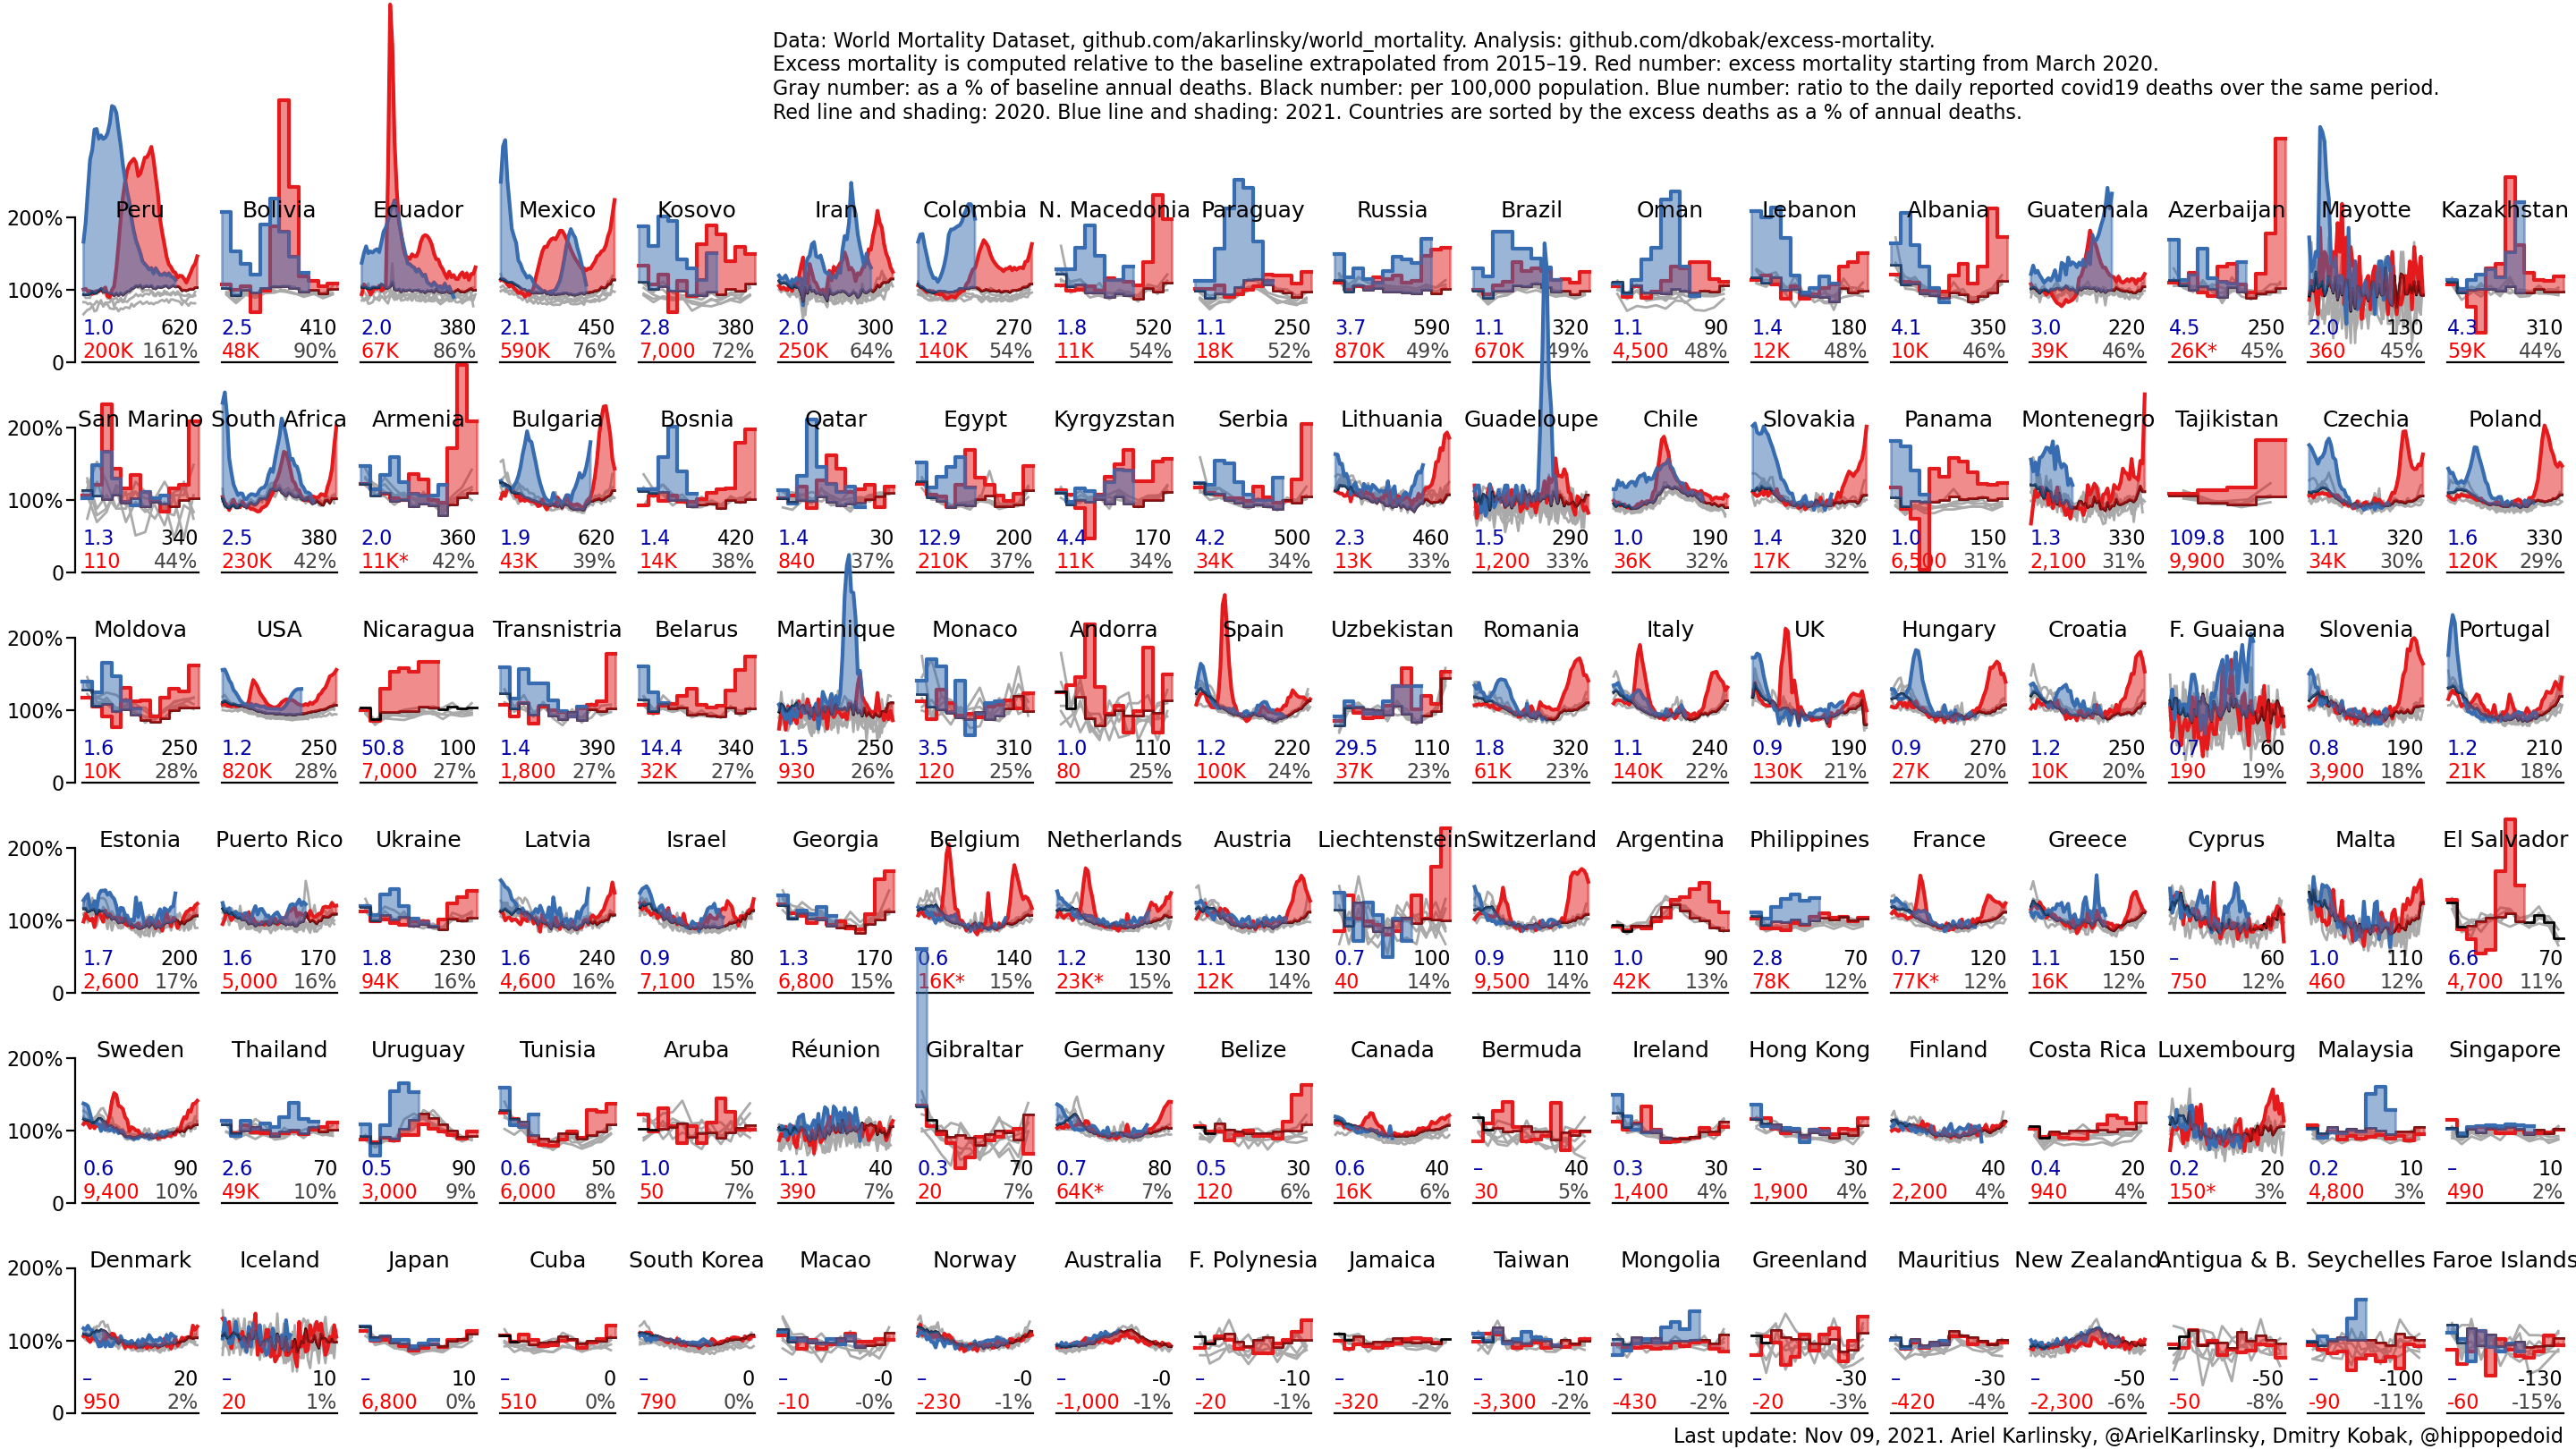 Data: World Mortality Dataset, github.com/akarlinsky/world_mortality. Analysis: github.com/dkobak/excess-mortality.
Excess mortality is computed relative to the baseline extrapolated from 2015–19. Red number: excess mortality starting from March 2020.
Gray number: as a % of baseline annual deaths. Black number: per 100,000 population. Blue number: ratio to the daily reported covid19 deaths over the same period.
Red line and shading: 2020. Blue line and shading: 2021. Countries are sorted by the excess deaths as a % of annual deaths.
200% Peru Bolivia Ecuador Mexico Kosovo Iran Colombia N. Macedonia Paraguay Russia Brazil Oman Lebanon Albania Guatemala Azerbaijan Mayotte Kazakhstan
100%
1.0 620 2.5 410 2.0 380 2.1 450 2.8 380 2.0 300 1.2 270 1.8 520 1.1 250 3.7 590 1.1 320 1.1 90 1.4 180 4.1 350 3.0 220 4.5 250 2.0 130 4.3 310
0 200K 161% 48K 90% 67K 86% 590K 76% 7,000 72% 250K 64% 140K 54% 11K 54% 18K 52% 870K 49% 670K 49% 4,500 48% 12K 48% 10K 46% 39K 46% 26K* 45% 360 45% 59K 44%
200% San Marino South Africa Armenia Bulgaria Bosnia Qatar Egypt Kyrgyzstan Serbia Lithuania Guadeloupe Chile Slovakia Panama Montenegro Tajikistan Czechia Poland
100%
1.3 340 2.5 380 2.0 360 1.9 620 1.4 420 1.4 30 12.9 200 4.4 170 4.2 500 2.3 460 1.5 290 1.0 190 1.4 320 1.0 150 1.3 330 109.8 100 1.1 320 1.6 330
0 110 44% 230K 42% 11K* 42% 43K 39% 14K 38% 840 37% 210K 37% 11K 34% 34K 34% 13K 33% 1,200 33% 36K 32% 17K 32% 6,500 31% 2,100 31% 9,900 30% 34K 30% 120K 29%
200% Moldova USA Nicaragua Transnistria Belarus Martinique Monaco Andorra Spain Uzbekistan Romania Italy UK Hungary Croatia F. Guaiana Slovenia Portugal
100%
1.6 250 1.2 250 50.8 100 1.4 390 14.4 340 1.5 250 3.5 310 1.0 110 1.2 220 29.5 110 1.8 320 1.1 240 0.9 190 0.9 270 1.2 250 0.7 60 0.8 190 1.2 210
0 10K 28% 820K 28% 7,000 27% 1,800 27% 32K 27% 930 26% 120 25% 80 25% 100K 24% 37K 23% 61K 23% 140K 22% 130K 21% 27K 20% 10K 20% 190 19% 3,900 18% 21K 18%
200% Estonia Puerto Rico Ukraine Latvia Israel Georgia Belgium Netherlands Austria Liechtenstein Switzerland Argentina Philippines France Greece Cyprus Malta El Salvador
100%
1.7 200 1.6 170 1.8 230 1.6 240 0.9 80 1.3 170 0.6 140 1.2 130 1.1 130 0.7 100 0.9 110 1.0 90 2.8 70 0.7 120 1.1 150 – 60 1.0 110 6.6 70
0 2,600 17% 5,000 16% 94K 16% 4,600 16% 7,100 15% 6,800 15% 16K* 15% 23K* 15% 12K 14% 40 14% 9,500 14% 42K 13% 78K 12% 77K* 12% 16K 12% 750 12% 460 12% 4,700 11%
200% Sweden Thailand Uruguay Tunisia Aruba Réunion Gibraltar Germany Belize Canada Bermuda Ireland Hong Kong Finland Costa Rica Luxembourg Malaysia Singapore
100%
0.6 90 2.6 70 0.5 90 0.6 50 1.0 50 1.1 40 0.3 70 0.7 80 0.5 30 0.6 40 – 40 0.3 30 – 30 – 40 0.4 20 0.2 20 0.2 10 – 10
0 9,400 10% 49K 10% 3,000 9% 6,000 8% 50 7% 390 7% 20 7% 64K* 7% 120 6% 16K 6% 30 5% 1,400 4% 1,900 4% 2,200 4% 940 4% 150* 3% 4,800 3% 490 2%
200% Denmark Iceland Japan Cuba South Korea Macao Norway Australia F. Polynesia Jamaica Taiwan Mongolia Greenland Mauritius New Zealand Antigua & B. Seychelles Faroe Islands
100%
– 20 – 10 – 10 – 0 – 0 – -0 – -0 – -0 – -10 – -10 – -10 – -10 – -30 – -30 – -50 – -50 – -100 – -130
0 950 2% 20 1% 6,800 0% 510 0% 790 0% -10 -0% -230 -1% -1,000 -1% -20 -1% -320 -2% -3,300 -2% -430 -2% -20 -3% -420 -4% -2,300 -6% -50 -8% -90 -11% -60 -15%
Last update: Nov 09, 2021. Ariel Karlinsky, @ArielKarlinsky, Dmitry Kobak, @hippopedoid